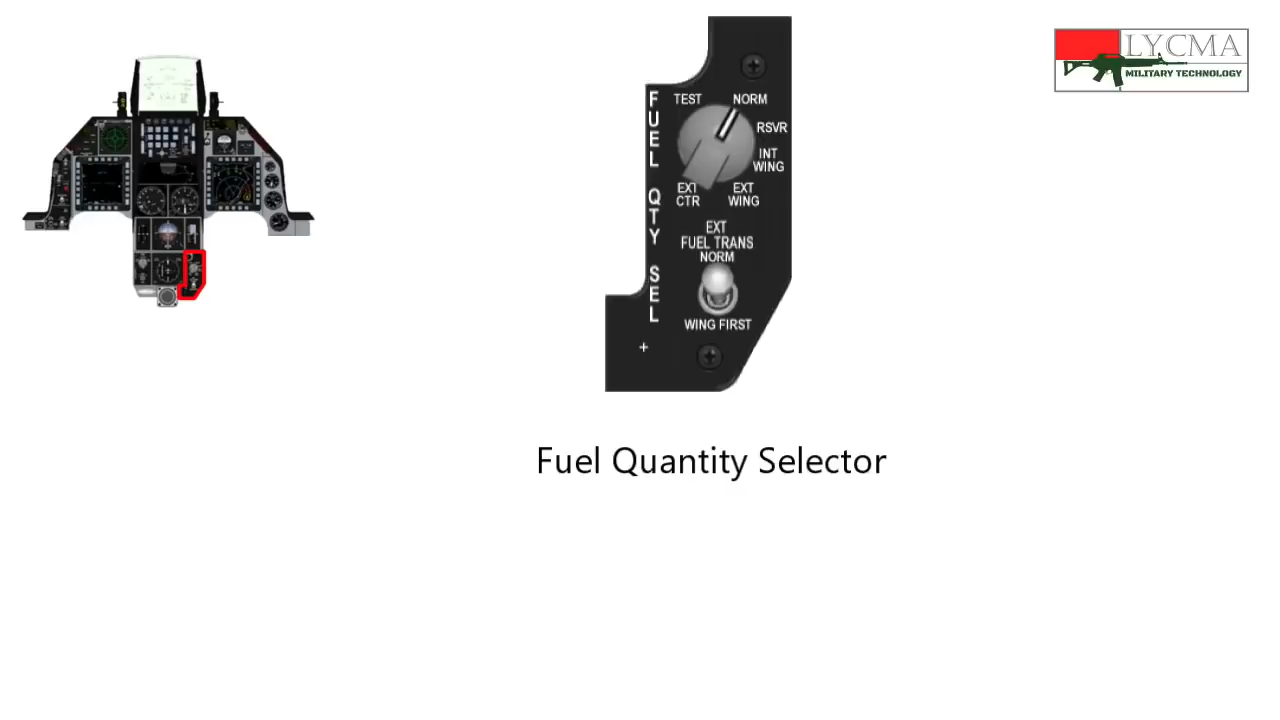 LYCMA
MILITARY TECHNOLOGY
FUEL QTY SEL
TEST
NORM
RSVR
INT
WING
EXT
WING
EXT
CTR
EXT
FUEL TRANS
NORM
WING FIRST
Fuel Quantity Selector